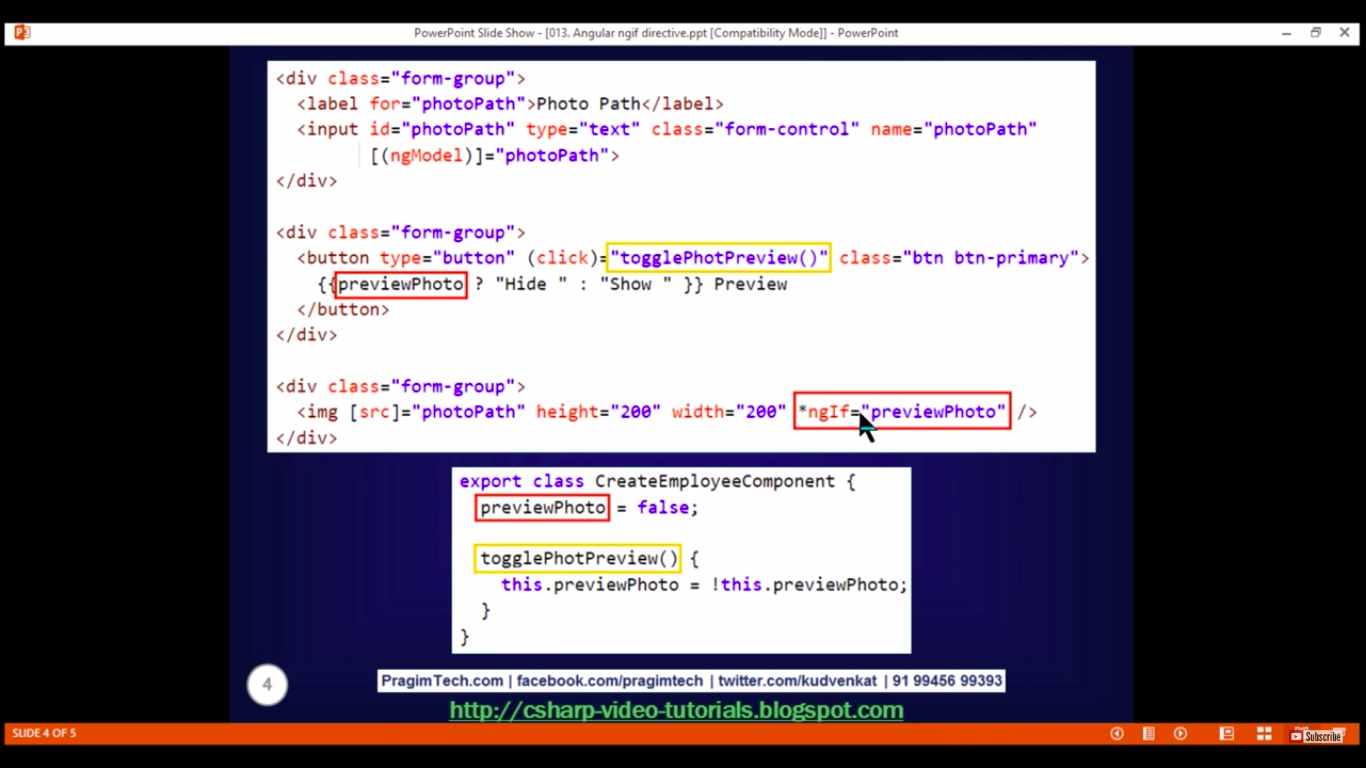 PowerPoint Slide Show - [013. Angular ngif directive.ppt [Compatibility Mode]] - PowerPoint
<div class="form-group">
<label for="photoPath">Photo Path</label>
<input id="photoPath" type="text" class="form-control" name="photoPath"
[(ngModel)]="photoPath">
</div>
<div class="form-group">
<button type="button" (click)="togglePhotPreview()" class="btn btn-primary">
{{previewPhoto ? "Hide " : "Show " }} Preview
</button>
</div>
<div class="form-group">
<img [src]="photoPath" height="200" width="200" *ngIf="previewPhoto" />
</div>
export class CreateEmployeeComponent {
previewPhoto = false;
togglePhotPreview() {
this.previewPhoto = !this.previewPhoto;
}
}
4
PragimTech.com | facebook.com/pragimtech | twitter.com/kudvenkat | 91 99456 99393
http://csharp-video-tutorials.blogspot.com
SLIDE 4 OF 5
Subscribe